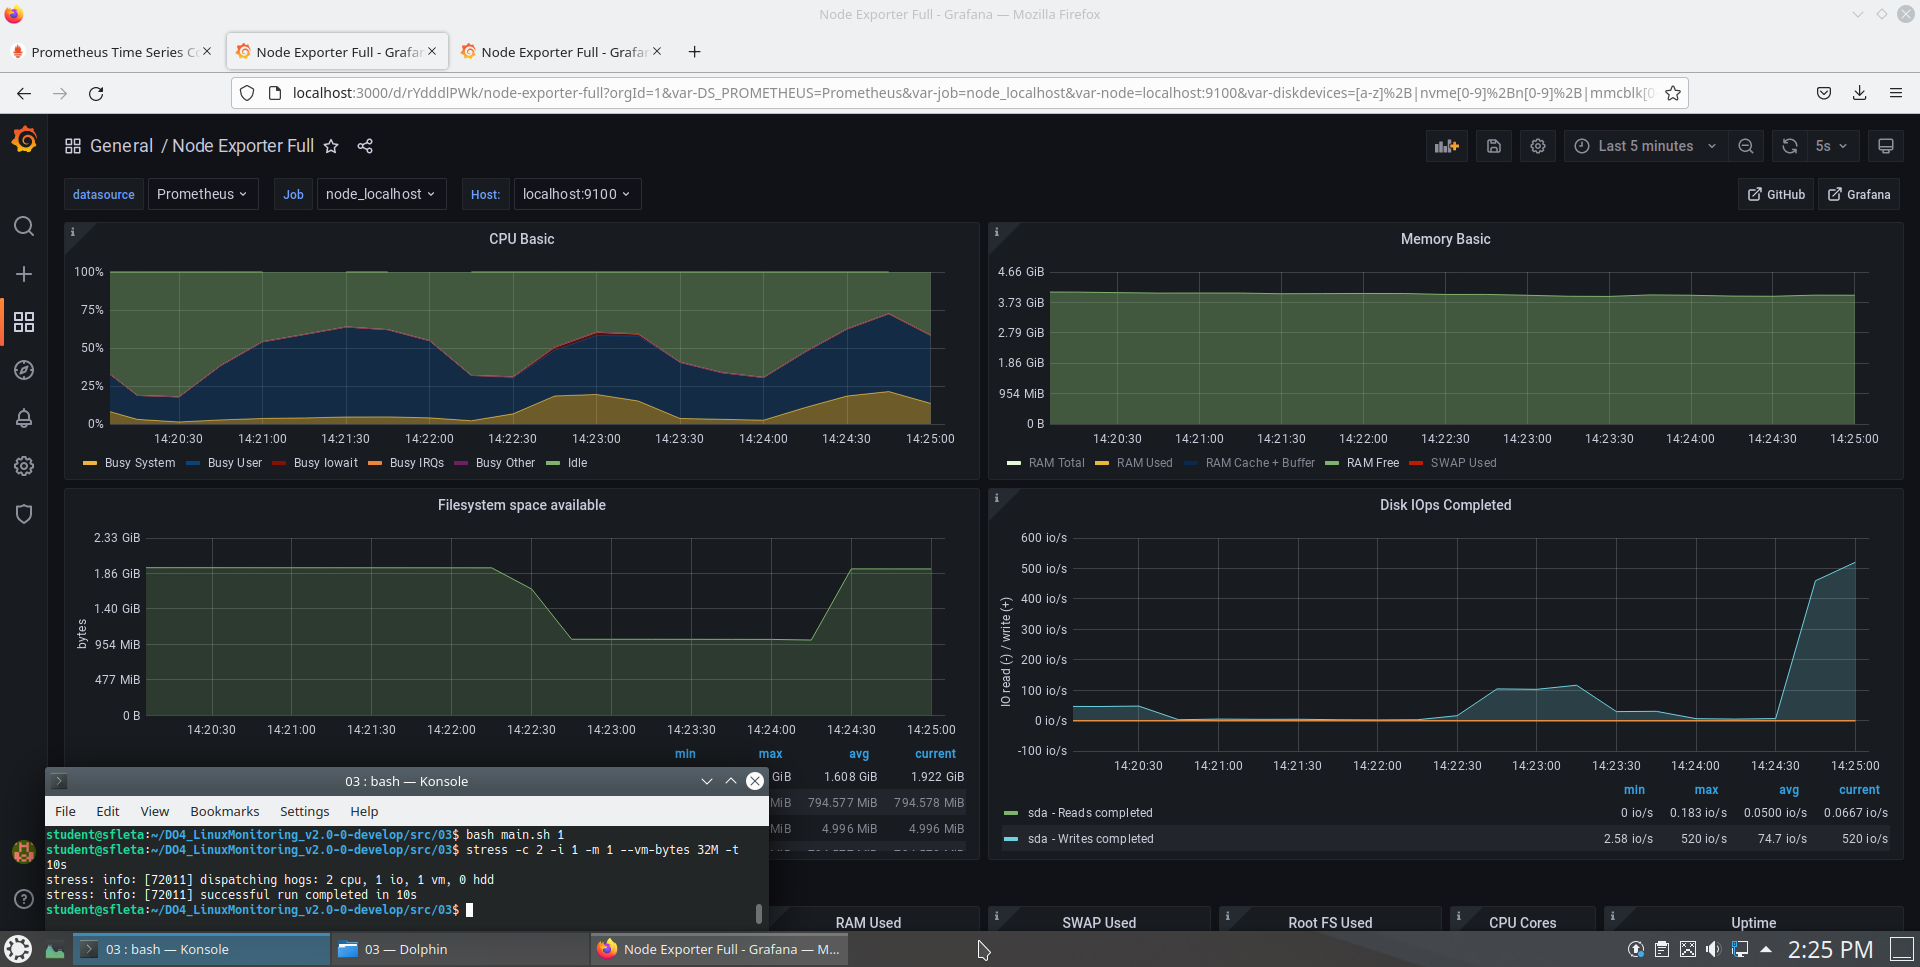 Node Exporter Full - Grafana — Mozilla Firefox
Prometheus Time Series Co
Node Exporter Full - Grafan
Node Exporter Full - Grafan
localhost:3000/d/rYdddlPWk/node-exporter-full?orgId=1&var-DS_PROMETHEUS=Prometheus&var-job=node_localhost&var-node=localhost:9100&var-diskdevices=[a-z]%2B|nvme[0-9]%2Bn[0-9]%2B|mmcblk[0-
General / Node Exporter Full
Last 5 minutes
5s
datasource Prometheus Job node_localhost Host: localhost:9100
GitHub Grafana
CPU Basic
100%
75%
50%
25%
0%
14:20:30 14:21:00 14:21:30 14:22:00 14:22:30 14:23:00 14:23:30 14:24:00 14:24:30 14:25:00
Busy System Busy User Busy Iowait Busy IRQs Busy Other Idle
Memory Basic
4.66 GiB
3.73 GiB
2.79 GiB
1.86 GiB
954 MiB
0 B
14:20:30 14:21:00 14:21:30 14:22:00 14:22:30 14:23:00 14:23:30 14:24:00 14:24:30 14:25:00
RAM Total RAM Used RAM Cache + Buffer RAM Free SWAP Used
Filesystem space available
bytes
2.33 GiB
1.86 GiB
1.40 GiB
954 MiB
477 MiB
0 B
14:20:30 14:21:00 14:21:30 14:22:00 14:22:30 14:23:00 14:23:30 14:24:00 14:24:30 14:25:00
min max avg current
GiB 1.608 GiB 1.922 GiB
MiB 794.577 MiB 794.578 MiB
MiB 4.996 MiB 4.996 MiB
Disk IOps Completed
IO read (-) / write (+)
600 io/s
500 io/s
400 io/s
300 io/s
200 io/s
100 io/s
0 io/s
-100 io/s
14:20:30 14:21:00 14:21:30 14:22:00 14:22:30 14:23:00 14:23:30 14:24:00 14:24:30 14:25:00
min max avg current
sda - Reads completed 0 io/s 0.183 io/s 0.0500 io/s 0.0667 io/s
sda - Writes completed 2.58 io/s 520 io/s 74.7 io/s 520 io/s
03 : bash — Konsole
File Edit View Bookmarks Settings Help
student@sfleta:~/DO4_LinuxMonitoring_v2.0-0-develop/src/03$ bash main.sh 1
student@sfleta:~/DO4_LinuxMonitoring_v2.0-0-develop/src/03$ stress -c 2 -i 1 -m 1 --vm-bytes 32M -t
10s
stress: info: [72011] dispatching hogs: 2 cpu, 1 io, 1 vm, 0 hdd
stress: info: [72011] successful run completed in 10s
student@sfleta:~/DO4_LinuxMonitoring_v2.0-0-develop/src/03$
RAM Used SWAP Used Root FS Used CPU Cores Uptime
03 : bash — Konsole
03 — Dolphin
Node Exporter Full - Grafana — M...
2:25 PM